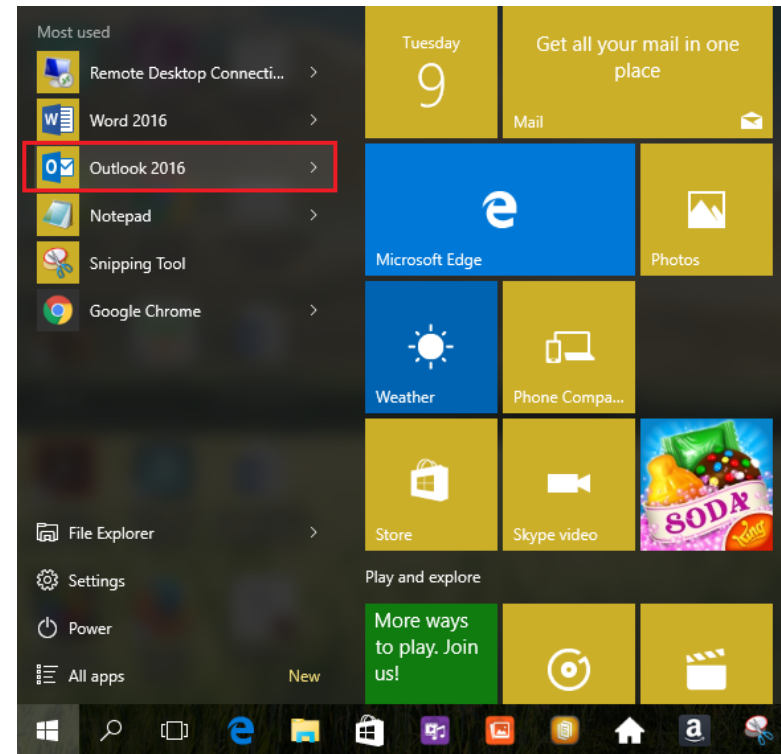 Most used
Remote Desktop Connecti...
Word 2016
Outlook 2016
Notepad
Snipping Tool
Google Chrome
File Explorer
Settings
Power
All apps
New
Tuesday
9
Get all your mail in one
place
Mail
Microsoft Edge
Photos
Weather
Phone Compa...
Store
Skype video
SODA
King
Play and explore
More ways
to play. Join
us!